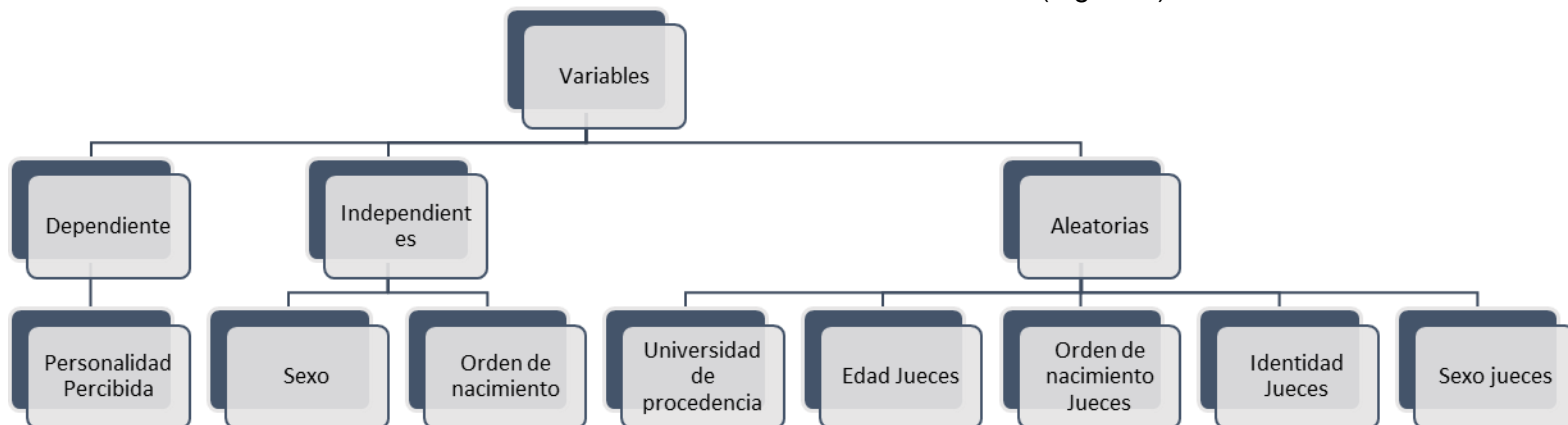 Variables
Dependiente
Independient
es
Aleatorias
Personalidad
Percibida
Sexo
Orden de
nacimiento
Universidad
de
procedencia
Edad Jueces
Orden de
nacimiento
Jueces
Identidad
Jueces
Sexo jueces